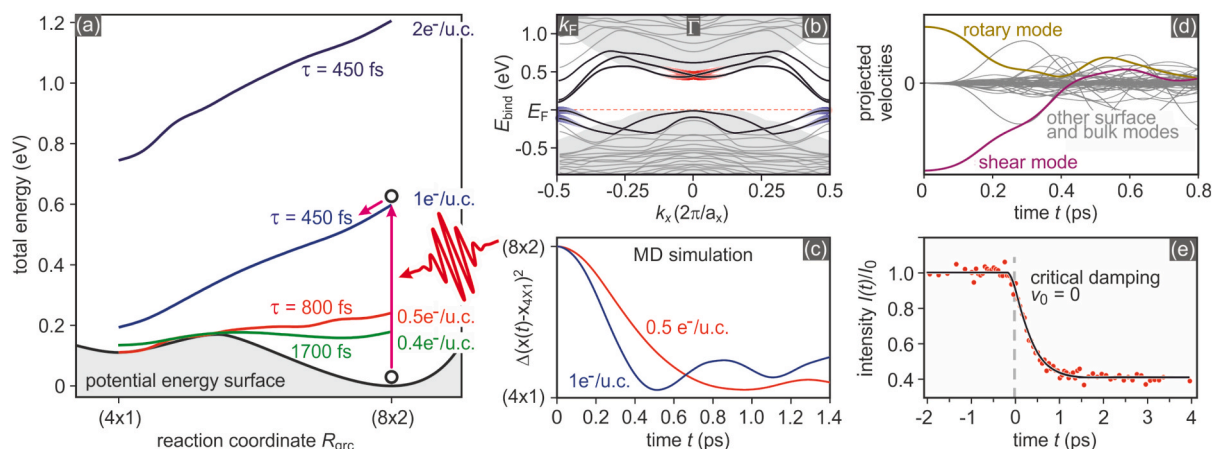 (a)
total energy (eV)
1.2
1.0
0.8
0.6
0.4
0.2
0
2e⁻/u.c.
τ = 450 fs
1e⁻/u.c.
τ = 450 fs
τ = 800 fs
0.5e⁻/u.c.
1700 fs
0.4e⁻/u.c.
potential energy surface
(4x1)
(8x2)
reaction coordinate R_grc
(b)
k_F
Γ̅
E_bind (eV)
1.0
0.5
E_F
-0.5
-0.5
-0.25
0
0.25
0.5
k_x (2π/a_x)
(c)
MD simulation
Δ(x(t)-x_4X1)²
(8x2)
(4x1)
0.5 e⁻/u.c.
1e⁻/u.c.
0
0.2
0.4
0.6
0.8
1.0
1.2
1.4
time t (ps)
(d)
projected
velocities
0
rotary mode
other surface
and bulk modes
shear mode
0
0.2
0.4
0.6
0.8
time t (ps)
(e)
intensity I(t)/I₀
1.0
0.8
0.6
0.4
critical damping
v₀ = 0
-2
-1
0
1
2
3
4
time t (ps)